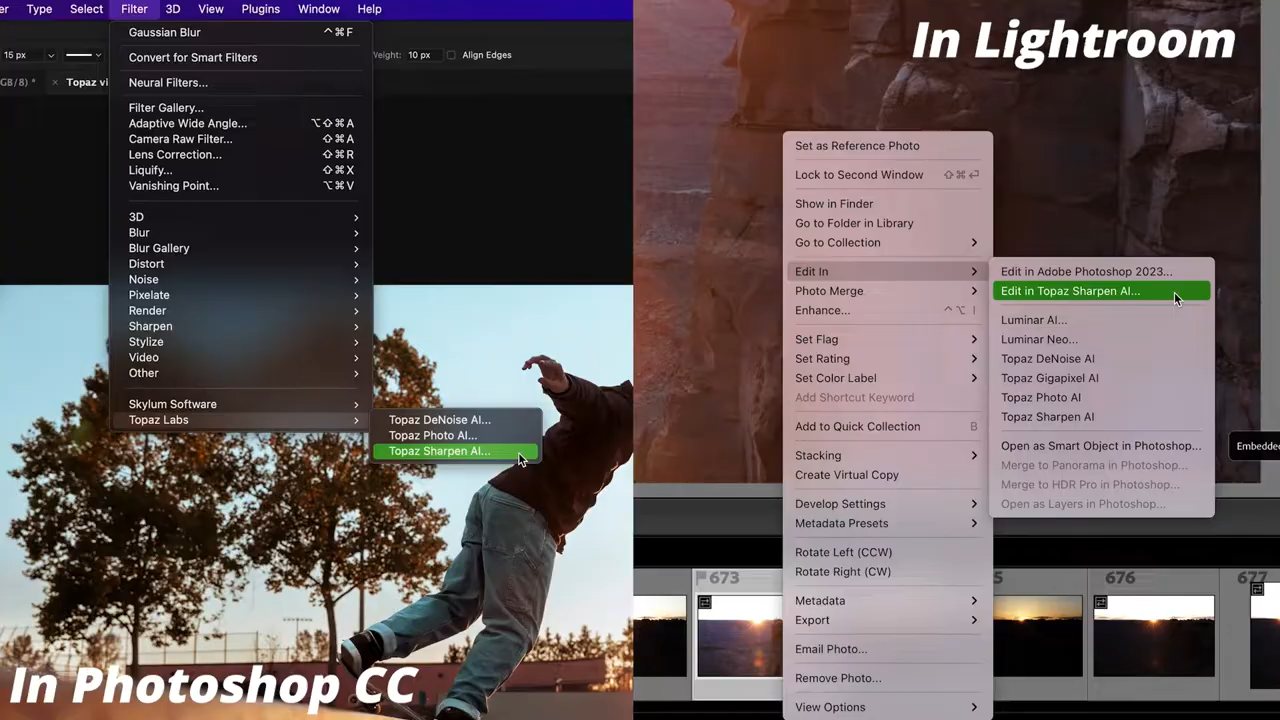 er Type Select Filter 3D View Plugins Window Help
15 px Weight: 10 px Align Edges
GB/8) * × Topaz vi
Gaussian Blur ⌃⌘F
Convert for Smart Filters
Neural Filters...
Filter Gallery...
Adaptive Wide Angle... ⌥⇧⌘A
Camera Raw Filter... ⇧⌘A
Lens Correction... ⇧⌘R
Liquify... ⇧⌘X
Vanishing Point... ⌥⌘V
3D
Blur
Blur Gallery
Distort
Noise
Pixelate
Render
Sharpen
Stylize
Video
Other
Skylum Software
Topaz Labs
Topaz DeNoise AI...
Topaz Photo AI...
Topaz Sharpen AI...
In Photoshop CC
In Lightroom
Set as Reference Photo
Lock to Second Window ⇧⌘⏎
Show in Finder
Go to Folder in Library
Go to Collection
Edit In
Photo Merge
Enhance... ⌃⌥ I
Set Flag
Set Rating
Set Color Label
Add Shortcut Keyword
Add to Quick Collection B
Stacking
Create Virtual Copy
Develop Settings
Metadata Presets
Rotate Left (CCW)
Rotate Right (CW)
Metadata
Export
Email Photo...
Remove Photo...
View Options
Edit in Adobe Photoshop 2023...
Edit in Topaz Sharpen AI...
Luminar AI...
Luminar Neo...
Topaz DeNoise AI
Topaz Gigapixel AI
Topaz Photo AI
Topaz Sharpen AI
Open as Smart Object in Photoshop...
Merge to Panorama in Photoshop...
Merge to HDR Pro in Photoshop...
Open as Layers in Photoshop...
Embedded
673 5 676 677